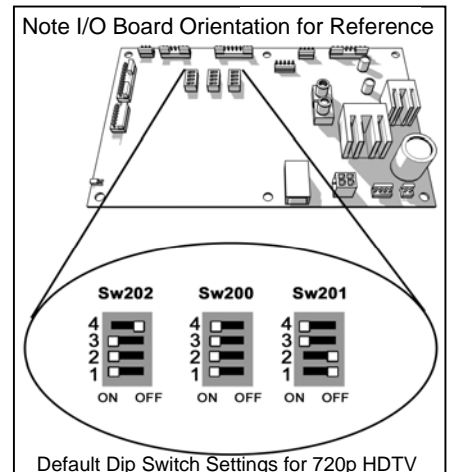 Note I/O Board Orientation for Reference
Sw202 Sw200 Sw201
4 4 4
3 3 3
2 2 2
1 1 1
ON OFF ON OFF ON OFF
Default Dip Switch Settings for 720p HDTV